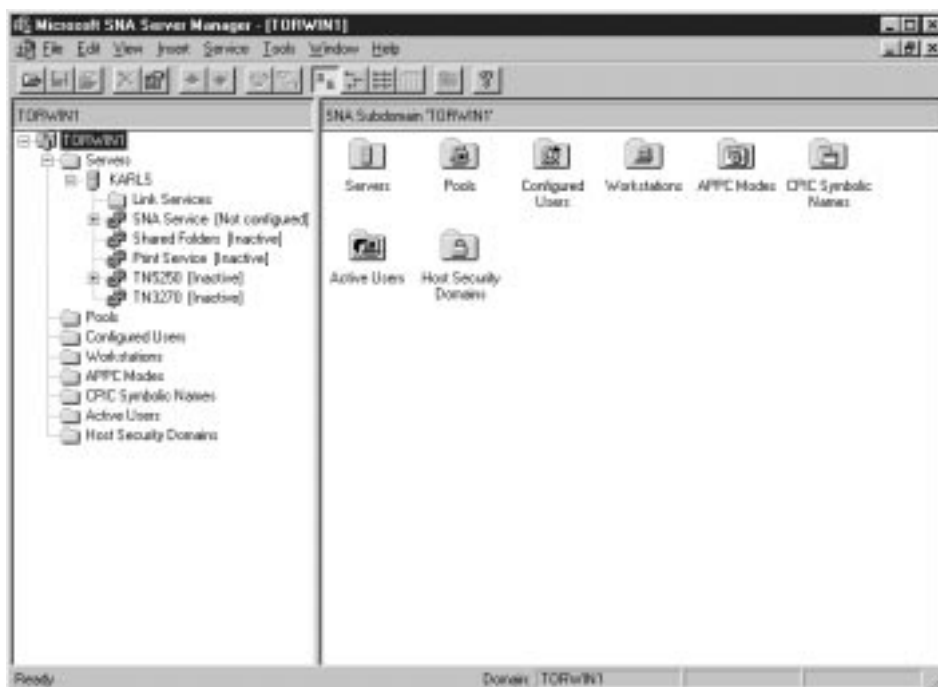 Microsoft SNA Server Manager - [TORWIN1]
File Edit View Insert Service Tools Window Help
TORWIN1
SNA Subdomain "TORWIN1"
TORWIN1
Servers
KARL5
Link Services
SNA Service [Not configured]
Shared Folders [Inactive]
Print Service [Inactive]
TN5250 [Inactive]
TN3270 [Inactive]
Pools
Configured Users
Workstations
APPC Modes
CPIC Symbolic Names
Active Users
Host Security Domains
Servers
Pools
Configured Users
Workstations
APPC Modes
CPIC Symbolic Names
Active Users
Host Security Domains
Ready
Domain: TORWIN1